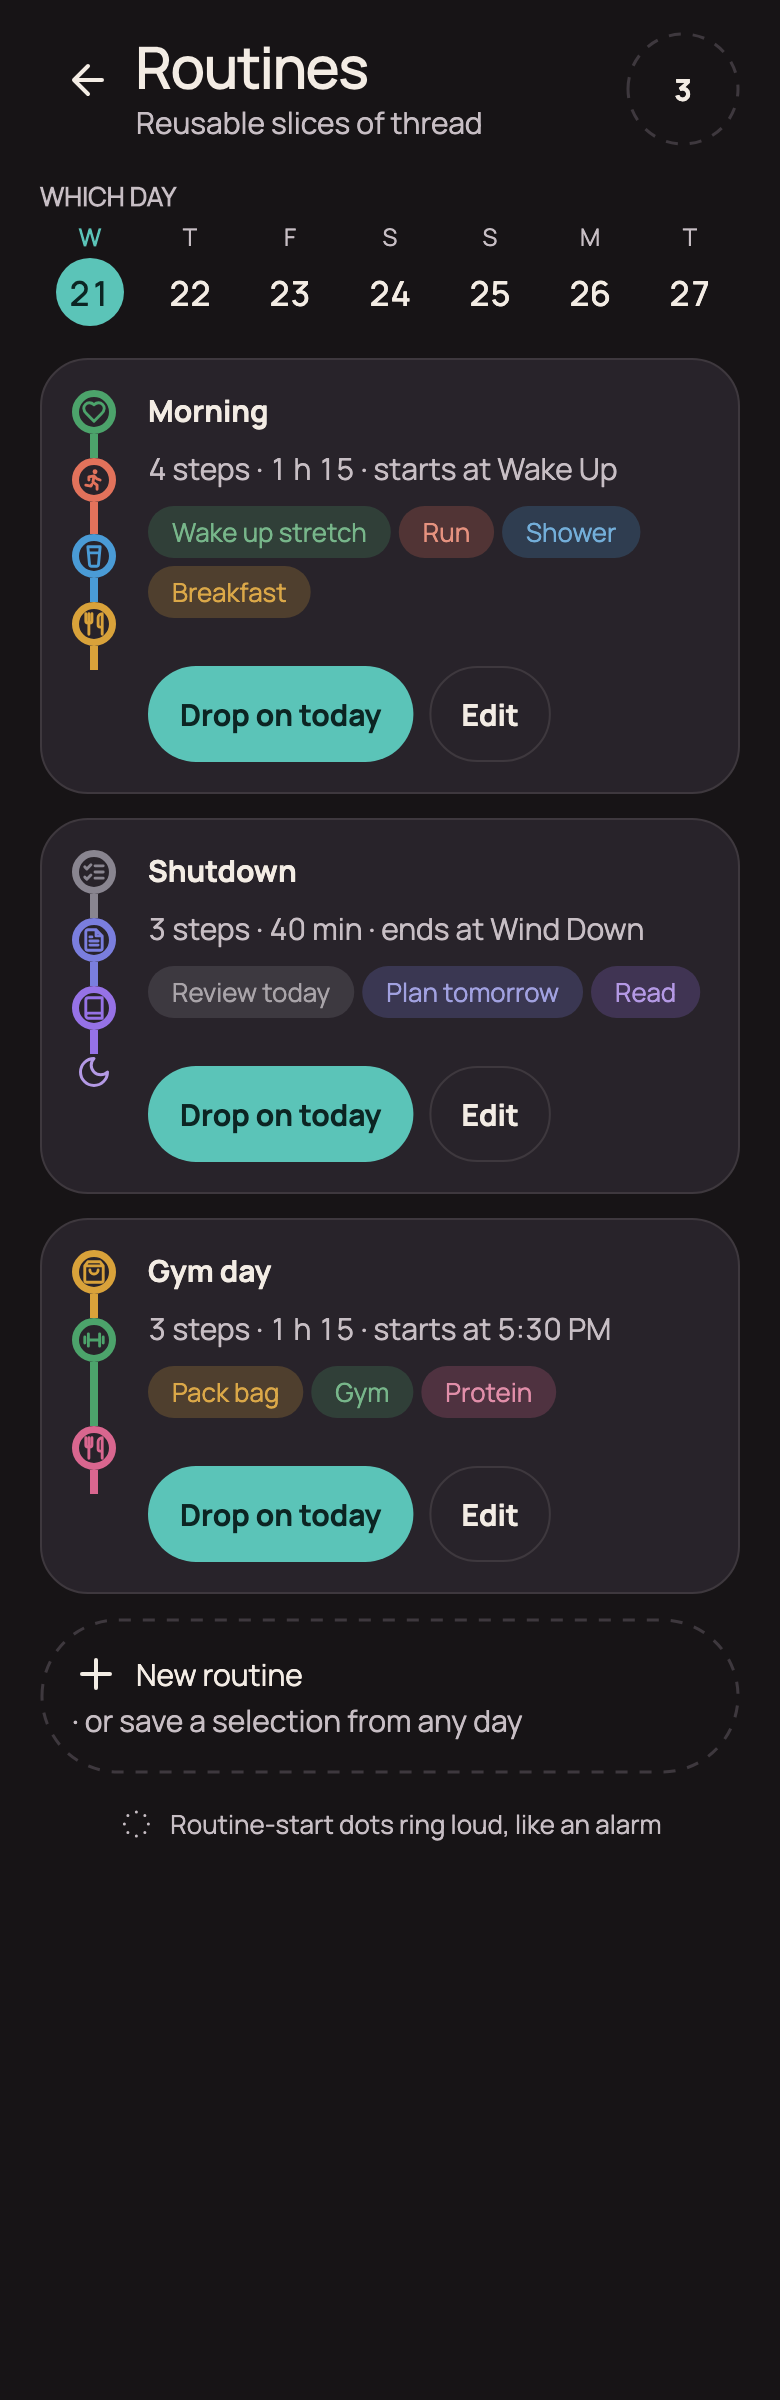 Routines
Reusable slices of thread
3
WHICH DAY
W T F S S M T
21 22 23 24 25 26 27
Morning
4 steps · 1 h 15 · starts at Wake Up
Wake up stretch Run Shower
Breakfast
Drop on today Edit
Shutdown
3 steps · 40 min · ends at Wind Down
Review today Plan tomorrow Read
Drop on today Edit
Gym day
3 steps · 1 h 15 · starts at 5:30 PM
Pack bag Gym Protein
Drop on today Edit
New routine
· or save a selection from any day
Routine-start dots ring loud, like an alarm